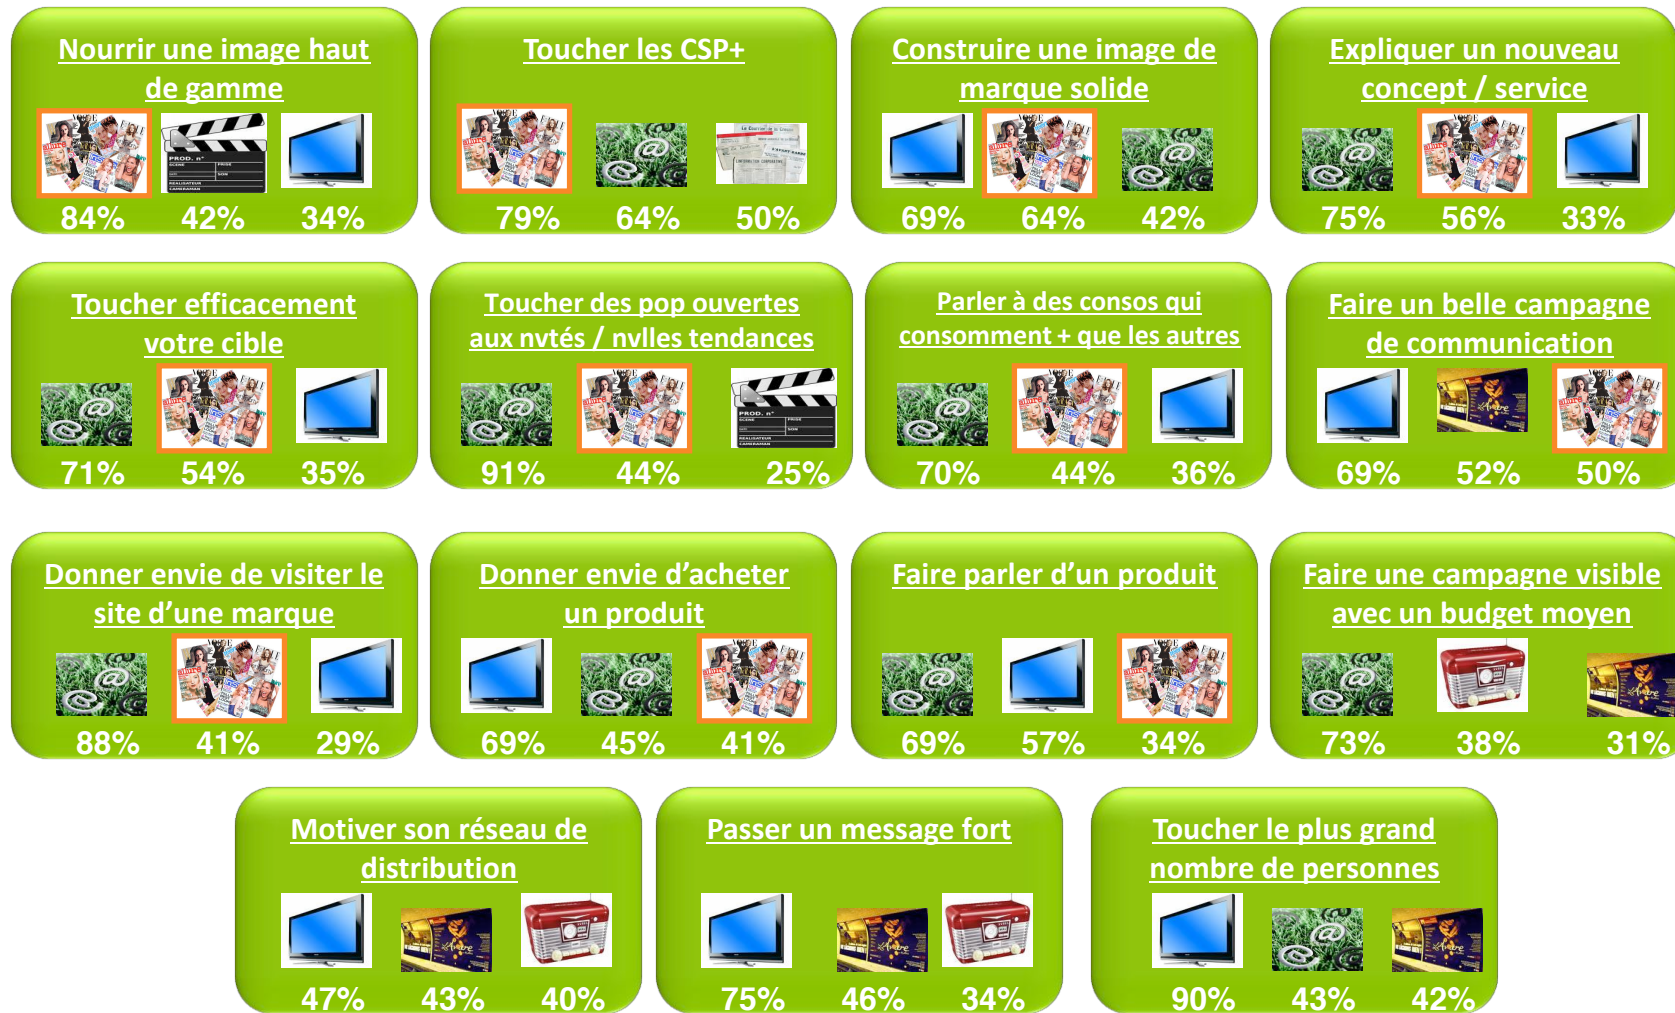 Nourrir une image haut
de gamme
84% 42% 34%
Toucher les CSP+
79% 64% 50%
Construire une image de
marque solide
69% 64% 42%
Expliquer un nouveau
concept / service
75% 56% 33%
Toucher efficacement
votre cible
71% 54% 35%
Toucher des pop ouvertes
aux nvtés / nvlles tendances
91% 44% 25%
Parler à des consos qui
consomment + que les autres
70% 44% 36%
Faire un belle campagne
de communication
69% 52% 50%
Donner envie de visiter le
site d’une marque
88% 41% 29%
Donner envie d’acheter
un produit
69% 45% 41%
Faire parler d’un produit
69% 57% 34%
Faire une campagne visible
avec un budget moyen
73% 38% 31%
Motiver son réseau de
distribution
47% 43% 40%
Passer un message fort
75% 46% 34%
Toucher le plus grand
nombre de personnes
90% 43% 42%